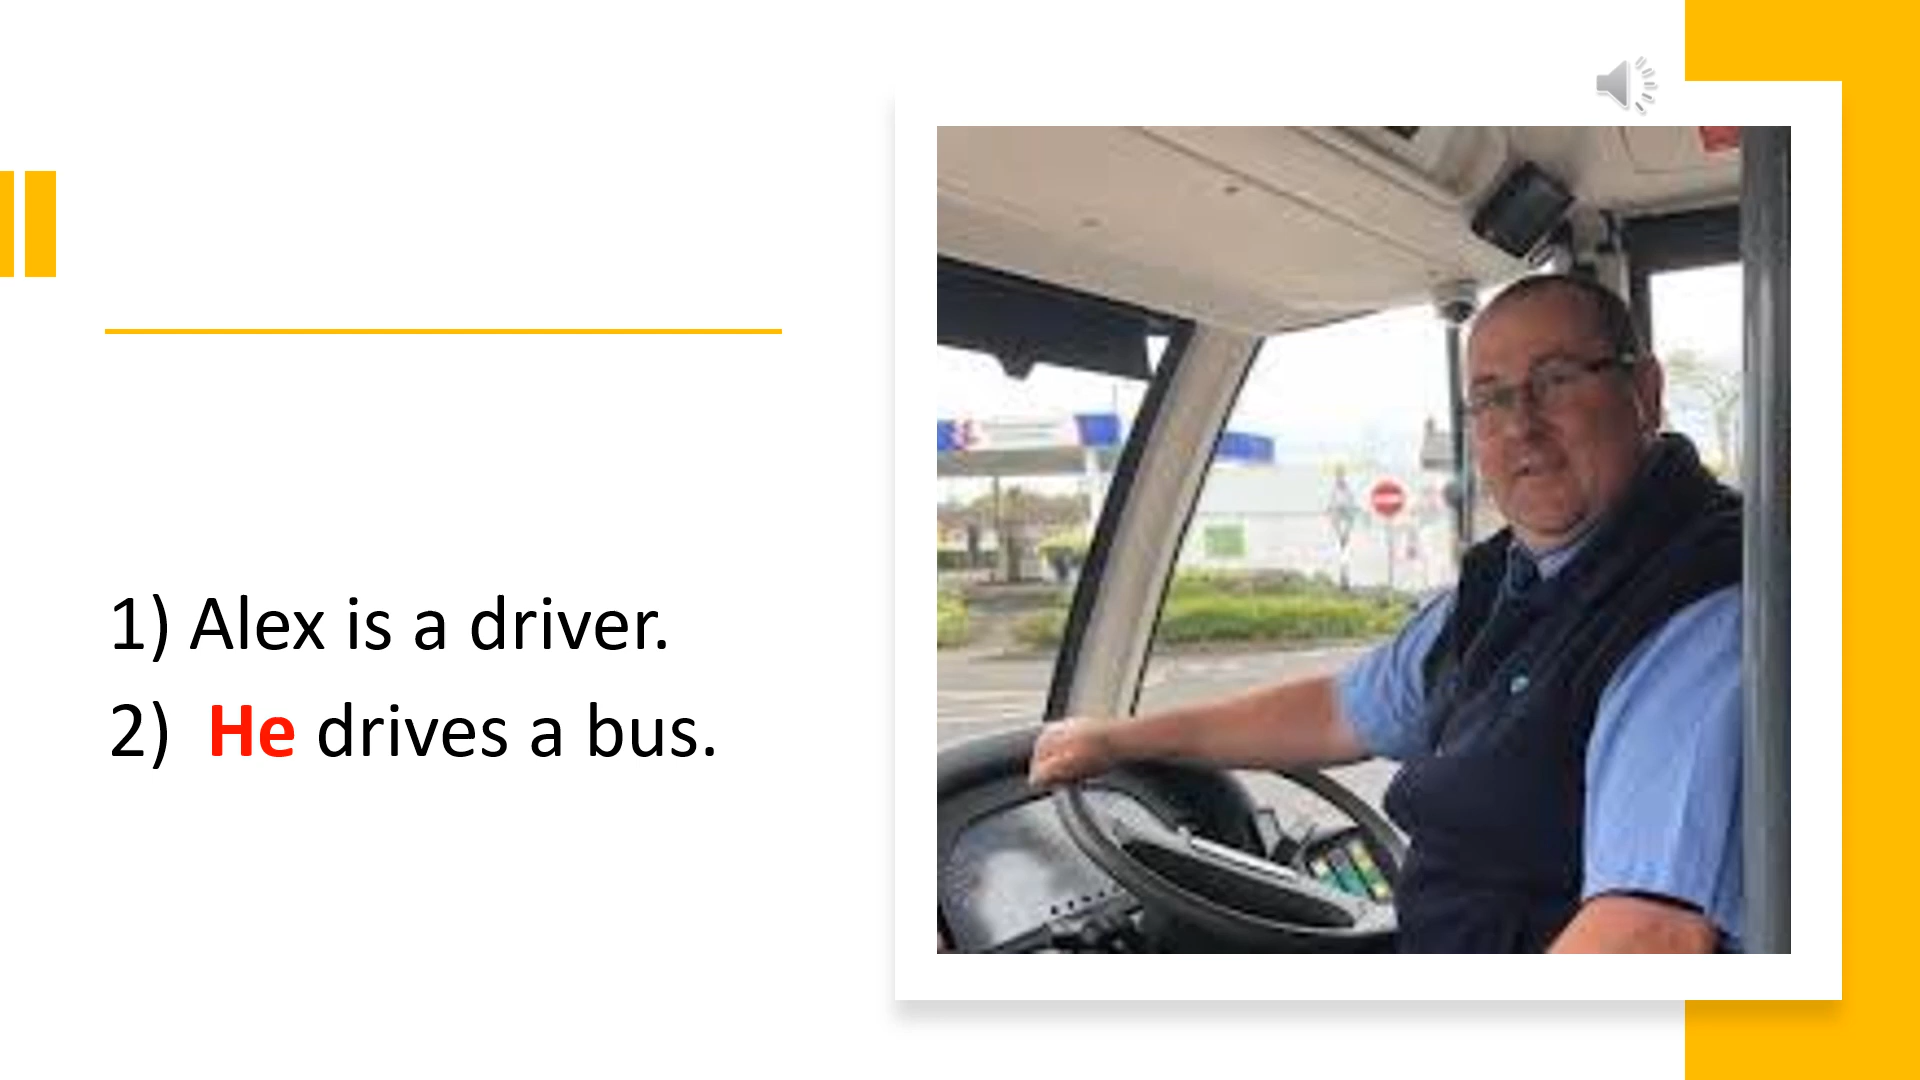 1) Alex is a driver.
2) He drives a bus.